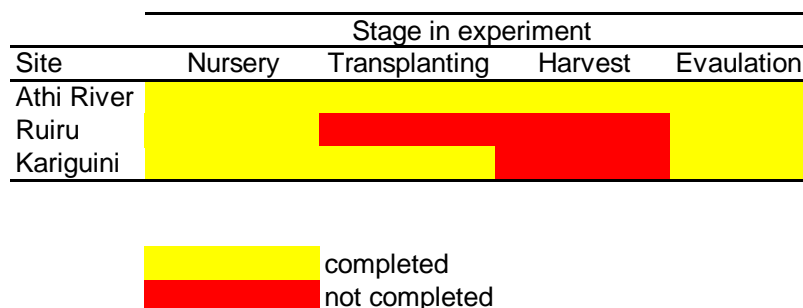 Stage in experiment
Site Nursery Transplanting Harvest Evaulation
Athi River
Ruiru
Kariguini
completed
not completed